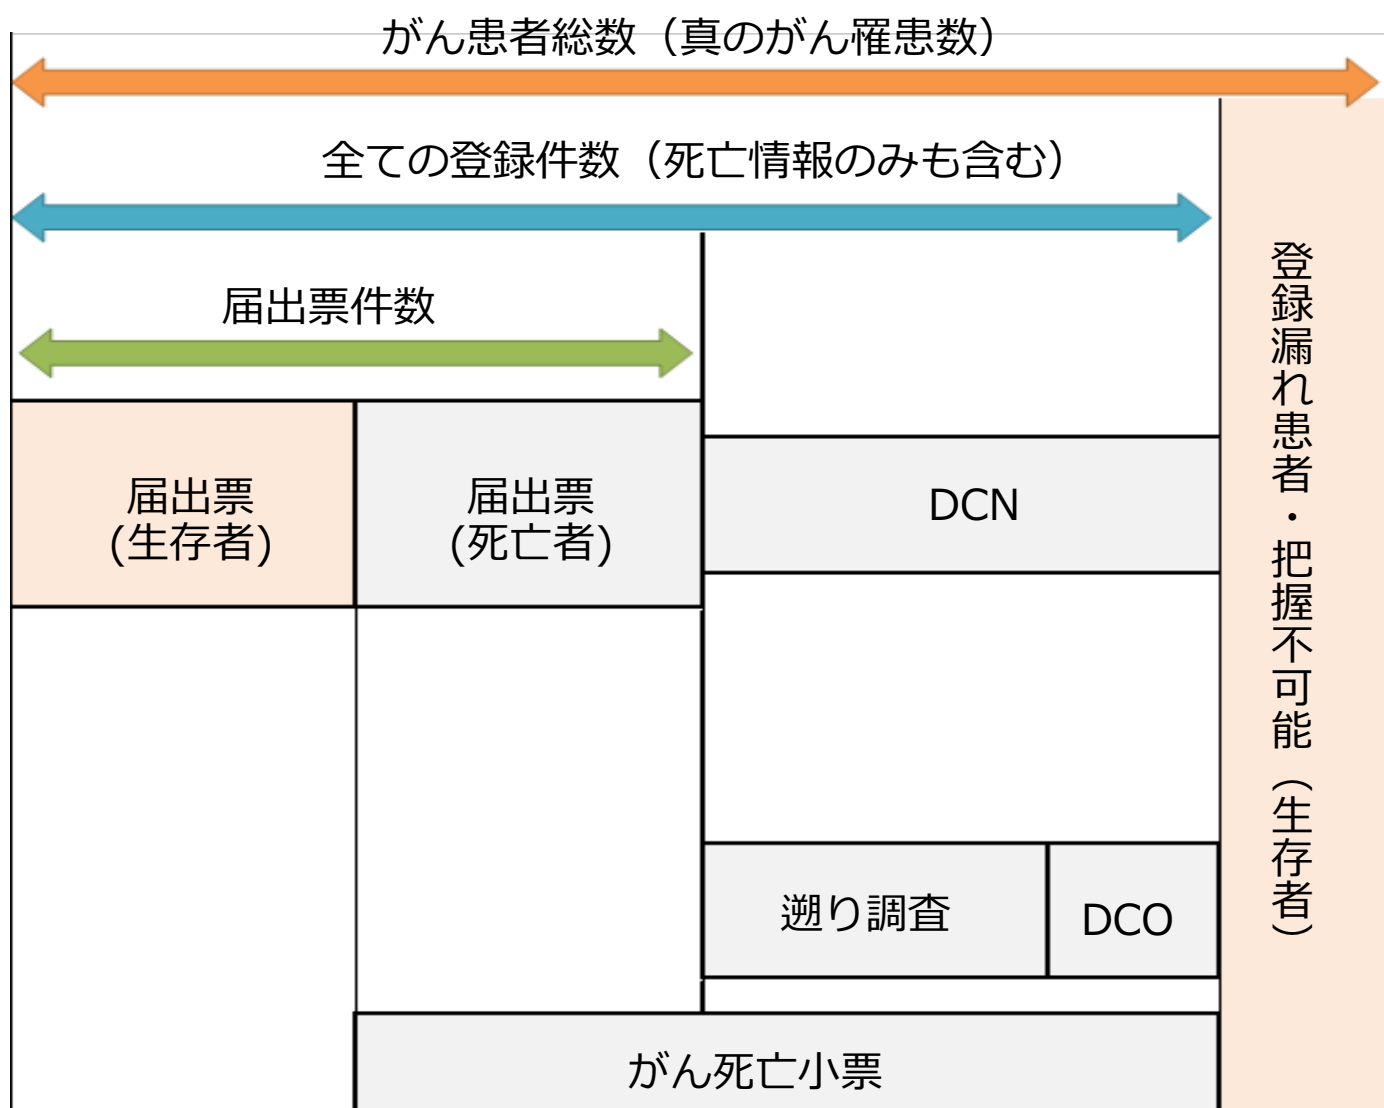 がん患者総数（真のがん罹患数）
全ての登録件数（死亡情報のみも含む）
届出票件数
届出票
(生存者)
届出票
(死亡者)
DCN
登録漏れ患者・把握不可能（生存者）
遡り調査
DCO
がん死亡小票